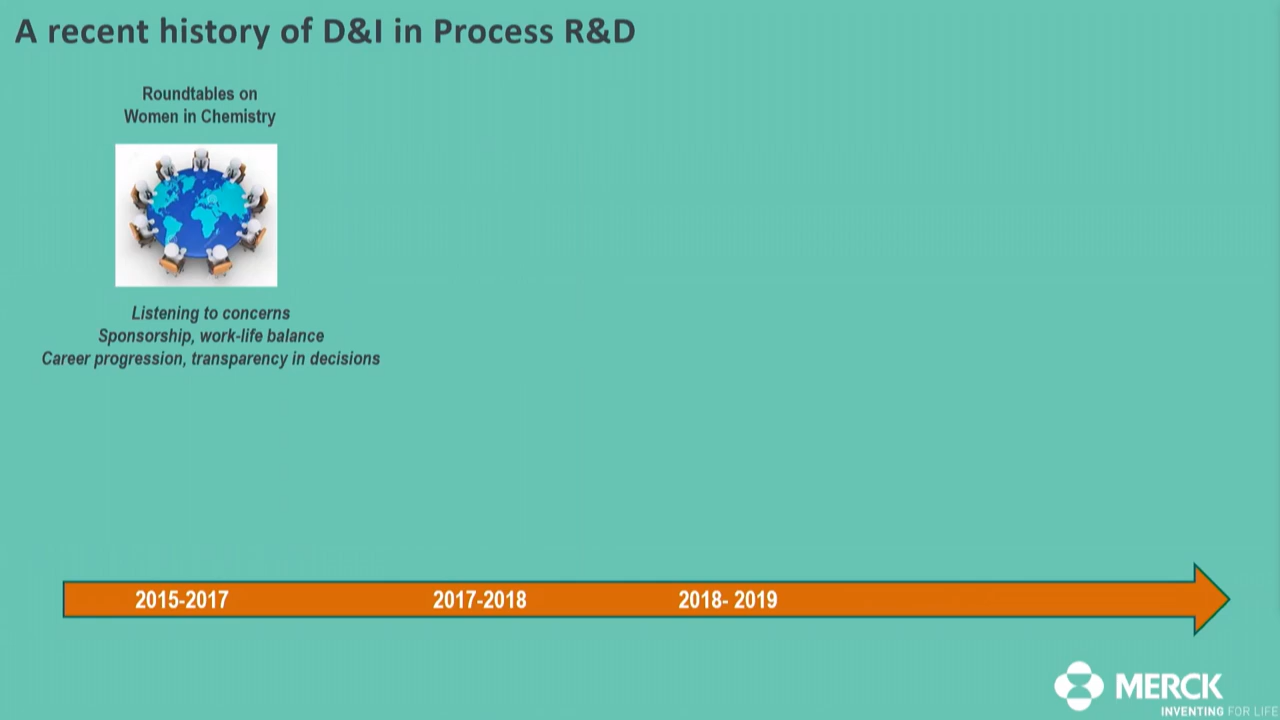 A recent history of D&I in Process R&D
Roundtables on
Women in Chemistry
Listening to concerns
Sponsorship, work-life balance
Career progression, transparency in decisions
2015-2017
2017-2018
2018- 2019
MERCK
INVENTING FOR LIFE